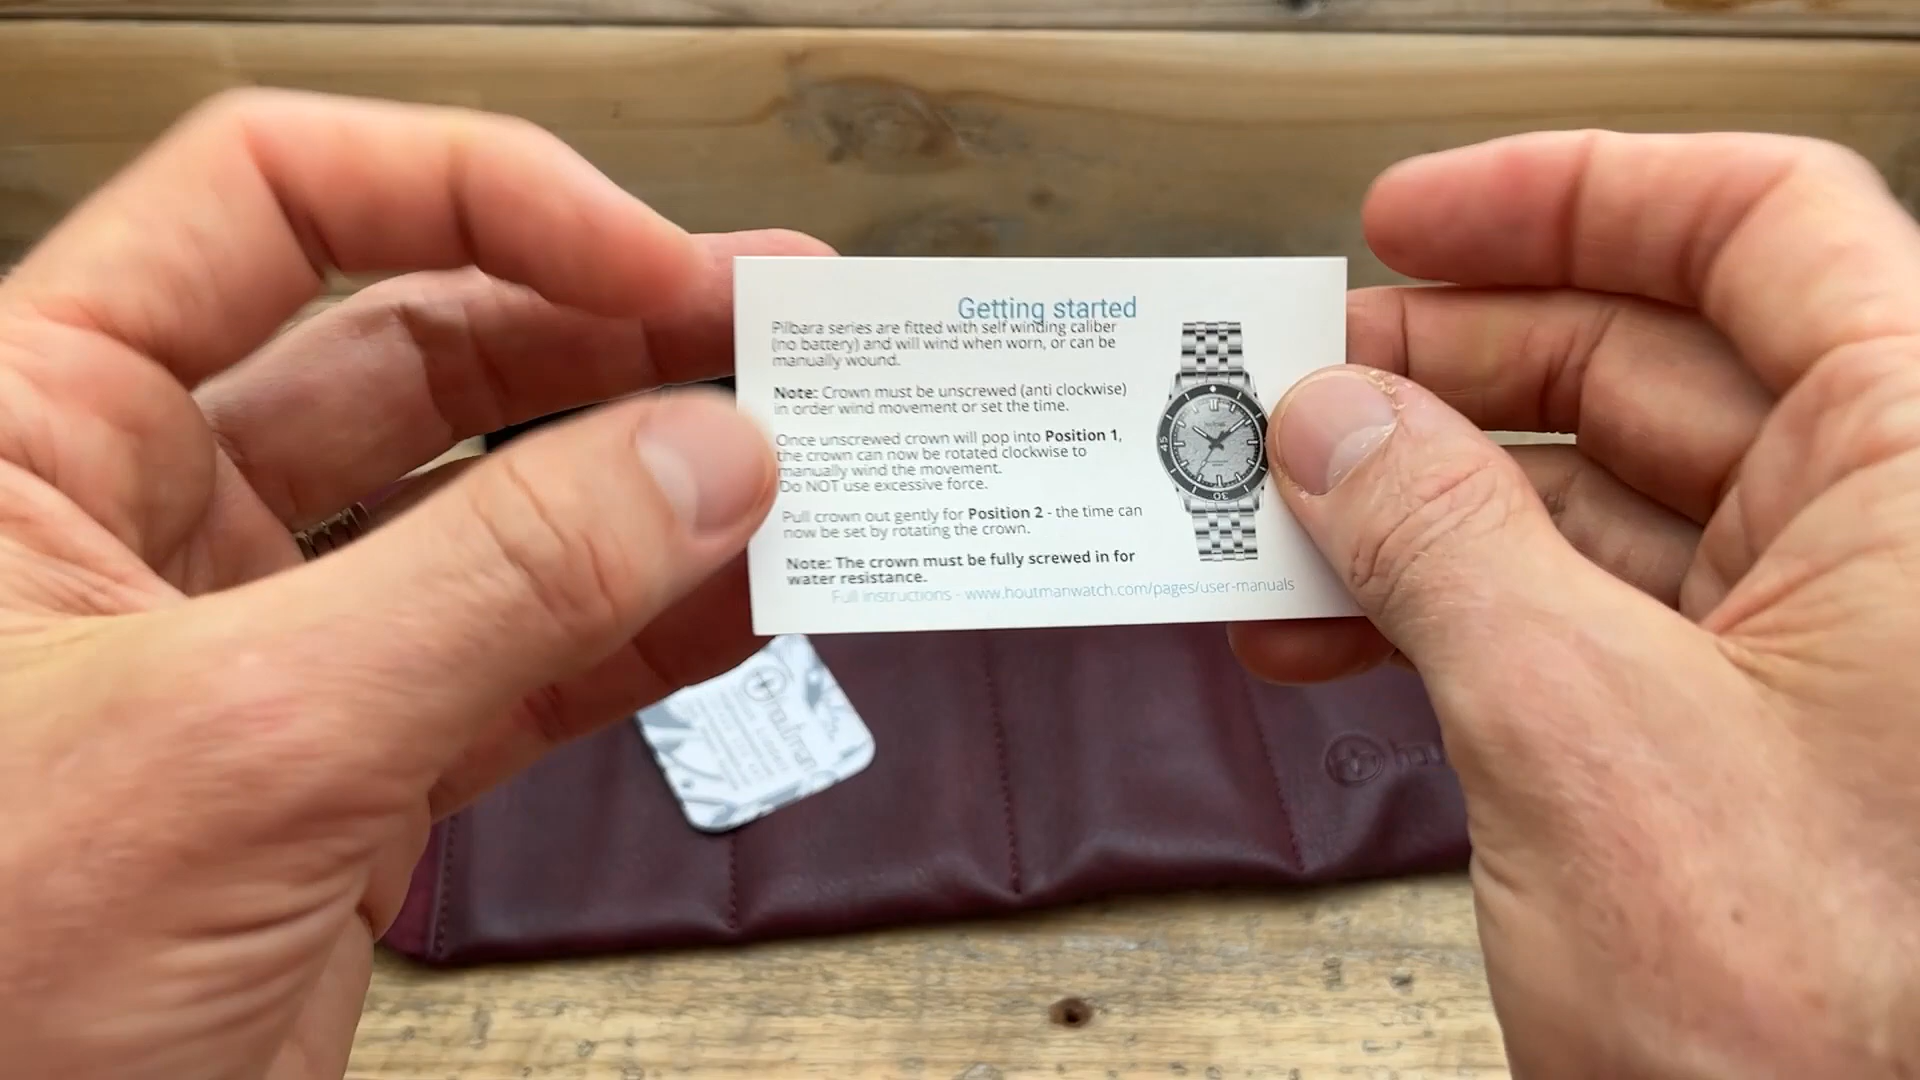 Getting started
Pilbara series are fitted with self winding caliber
(no battery) and will wind when worn, or can be
manually wound.
Note: Crown must be unscrewed (anti clockwise)
in order wind movement or set the time.
Once unscrewed crown will pop into Position 1,
the crown can now be rotated clockwise to
manually wind the movement.
Do NOT use excessive force.
Pull crown out gently for Position 2 - the time can
now be set by rotating the crown.
Note: The crown must be fully screwed in for
water resistance.
Full instructions - www.houtmanwatch.com/pages/user-manuals
45
30